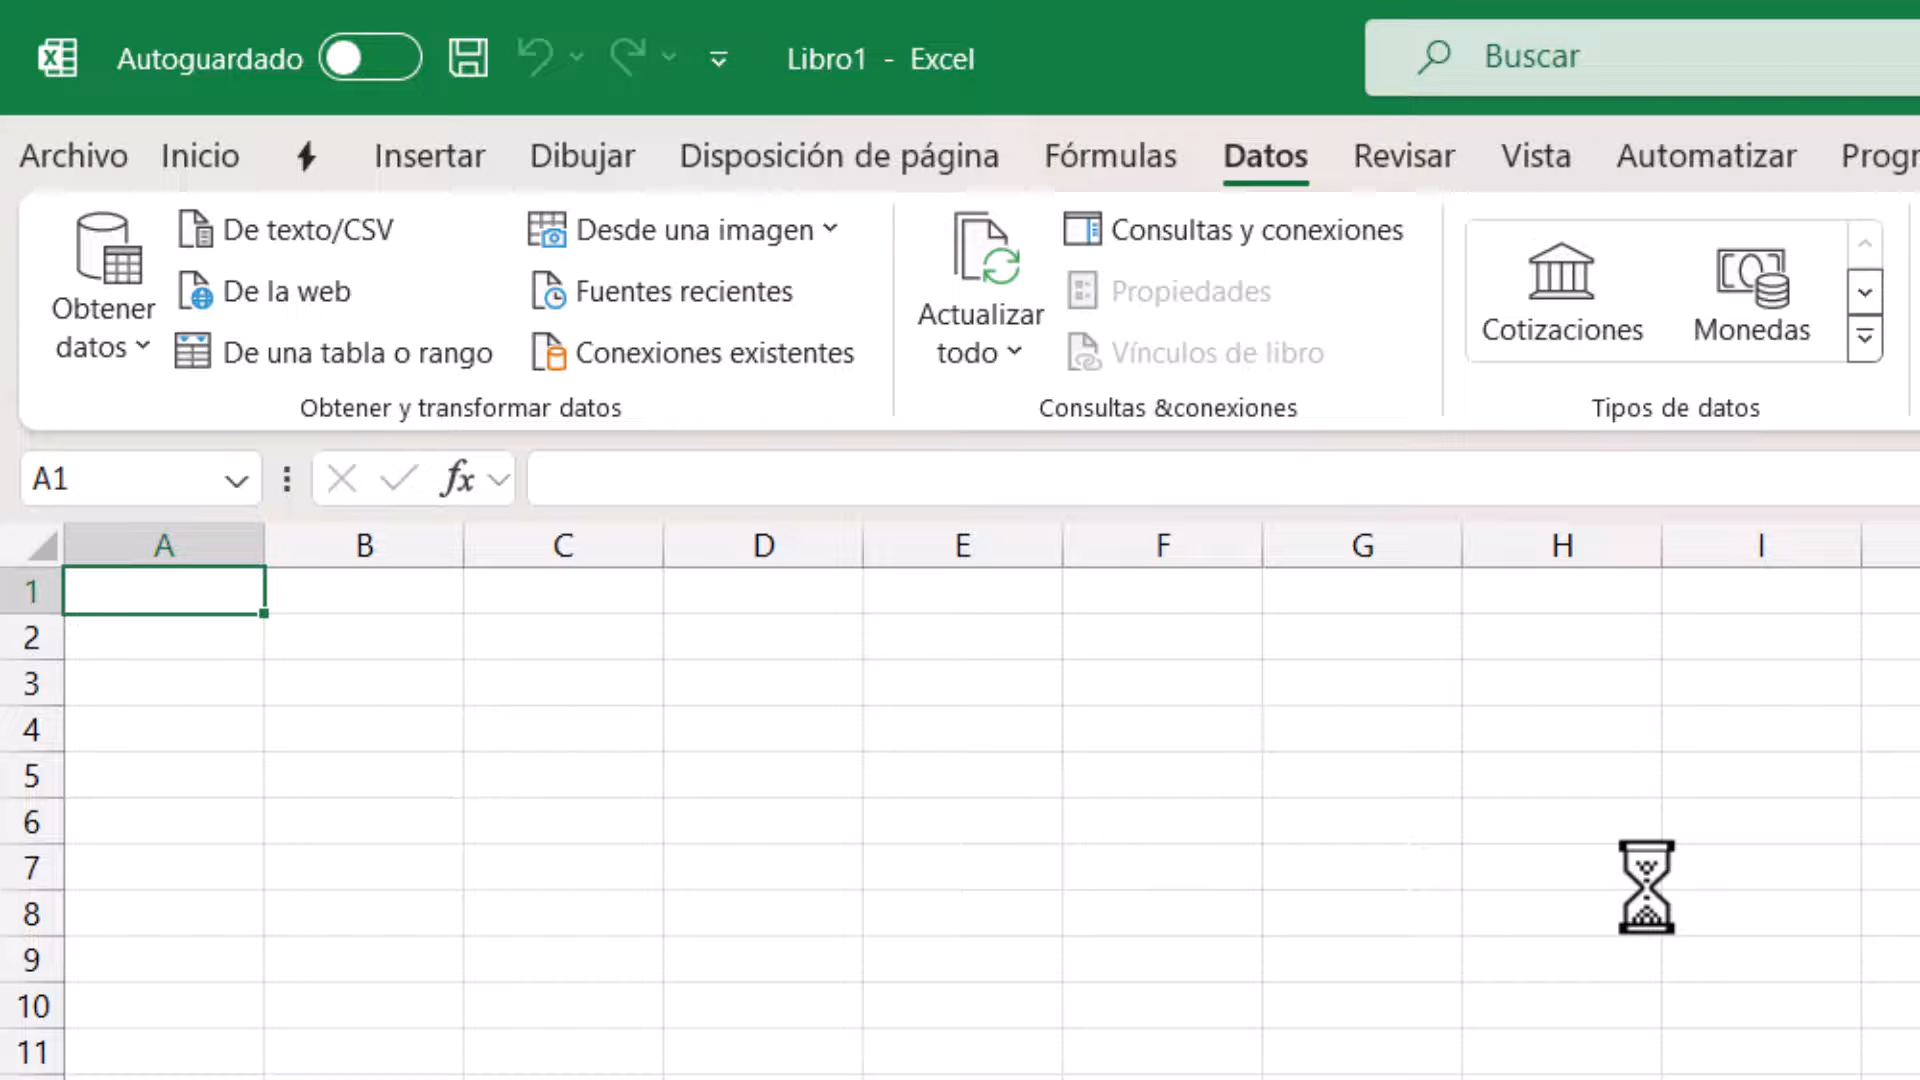 Autoguardado
Libro1 - Excel
Buscar
Archivo Inicio Insertar Dibujar Disposición de página Fórmulas Datos Revisar Vista Automatizar Progr
Obtener datos
De texto/CSV
De la web
De una tabla o rango
Desde una imagen
Fuentes recientes
Conexiones existentes
Obtener y transformar datos
Actualizar todo
Consultas y conexiones
Propiedades
Vínculos de libro
Consultas &conexiones
Cotizaciones
Monedas
Tipos de datos
A1
fx
A B C D E F G H I
1
2
3
4
5
6
7
8
9
10
11